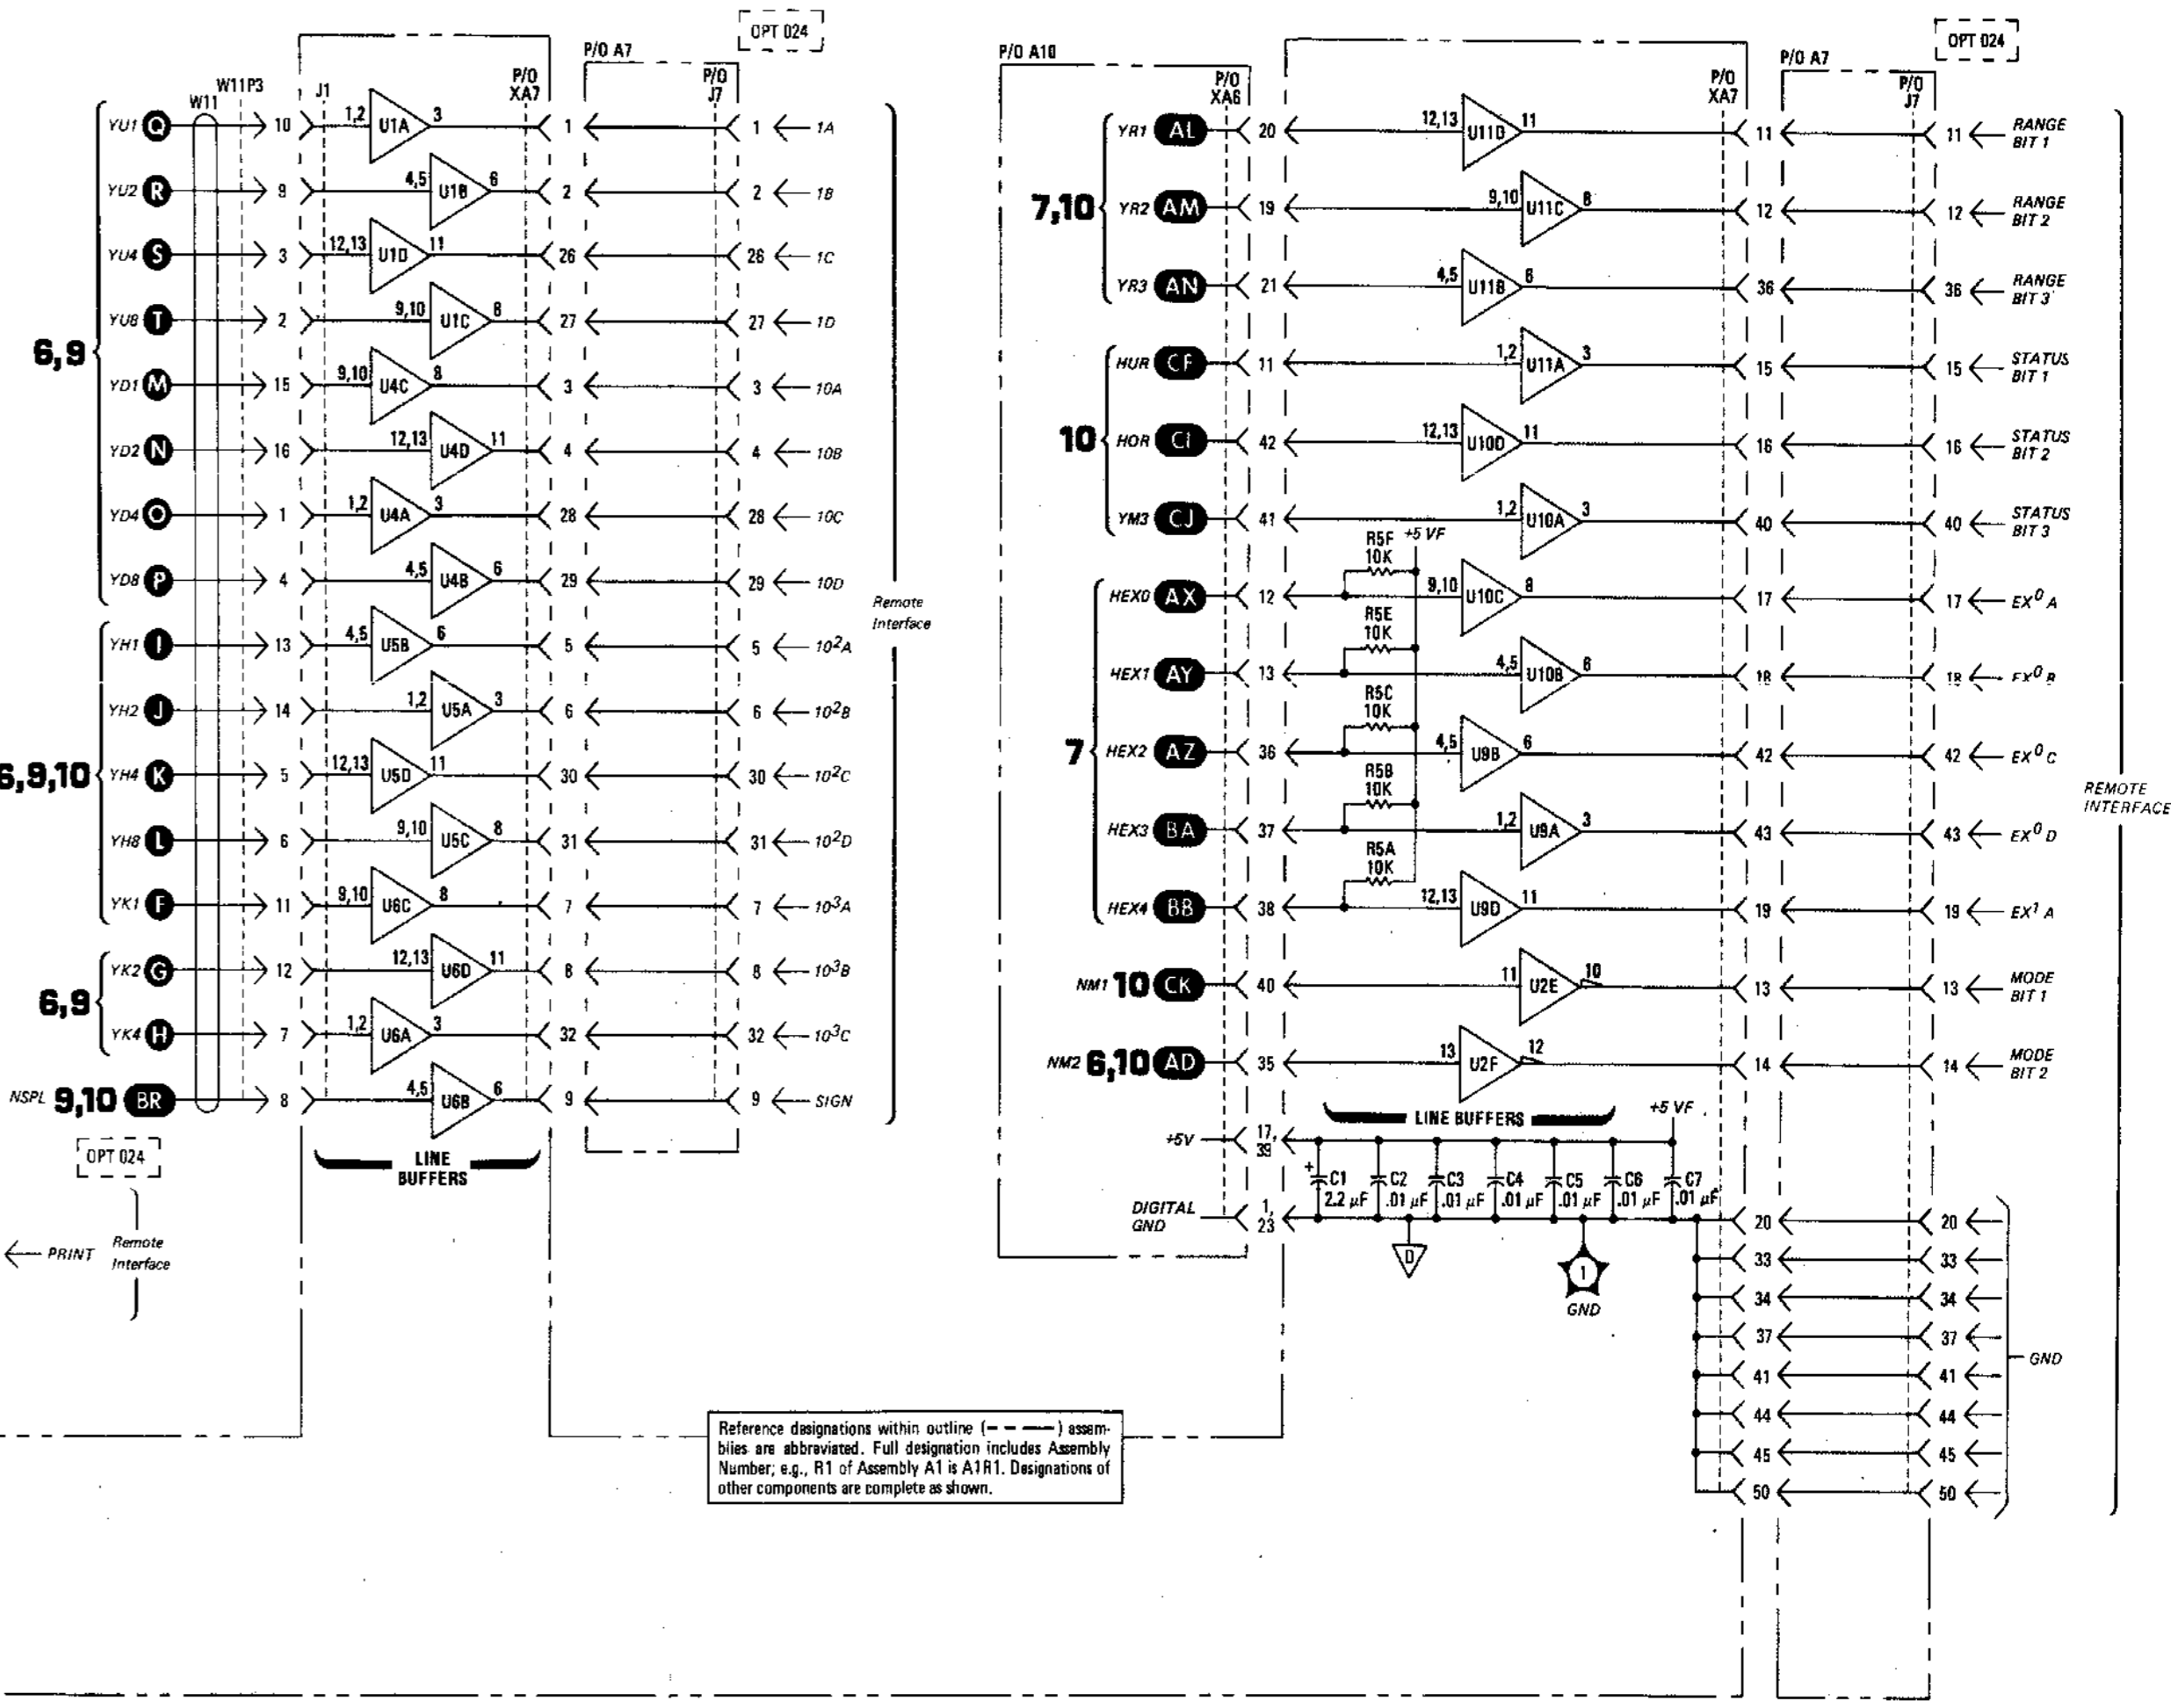 OPT 024
P/O A7
W11P3
W11
J1
P/O XA7
P/O J7
YU1 Q 10 1,2 U1A 3 1 1 1A
YU2 R 9 4,5 U1B 6 2 2 1B
YU4 S 3 12,13 U1D 11 26 26 1C
YU8 T 2 9,10 U1C 8 27 27 1D
6,9
YD1 M 15 9,10 U4C 8 3 3 10A
YD2 N 16 12,13 U4D 11 4 4 10B
YD4 O 1 1,2 U4A 3 28 28 10C
YD8 P 4 4,5 U4B 6 29 29 10D
Remote
Interface
YH1 I 13 4,5 U5B 6 5 5 10²A
YH2 J 14 1,2 U5A 3 6 6 10²B
6,9,10
YH4 K 5 12,13 U5D 11 30 30 10²C
YH8 L 6 9,10 U5C 8 31 31 10²D
YK1 F 11 9,10 U6C 8 7 7 10³A
YK2 G 12 12,13 U6D 11 8 8 10³B
6,9
YK4 H 7 1,2 U6A 3 32 32 10³C
NSPL 9,10 BR 8 4,5 U6B 6 9 9 SIGN
OPT 024
LINE
BUFFERS
PRINT
Remote
Interface
OPT 024
P/O A10
P/O XA6
P/O XA7
P/O A7
P/O J7
YR1 AL 20 12,13 U11D 11 11 11 RANGE BIT 1
7,10
YR2 AM 19 9,10 U11C 8 12 12 RANGE BIT 2
YR3 AN 21 4,5 U11B 6 36 36 RANGE BIT 3
HUR CF 11 1,2 U11A 3 15 15 STATUS BIT 1
10
HOR CI 42 12,13 U10D 11 16 16 STATUS BIT 2
YM3 CJ 41 1,2 U10A 3 40 40 STATUS BIT 3
R5F 10K +5 VF
HEX0 AX 12 9,10 U10C 8 17 17 EX⁰ A
R5E 10K
HEX1 AY 13 4,5 U10B 6 18 18 EX⁰ B
R5C 10K
7
HEX2 AZ 36 4,5 U9B 6 42 42 EX⁰ C
R5B 10K
HEX3 BA 37 1,2 U9A 3 43 43 EX⁰ D
R5A 10K
HEX4 BB 38 12,13 U9D 11 19 19 EX¹ A
REMOTE
INTERFACE
NM1 10 CK 40 11 U2E 10 13 13 MODE BIT 1
NM2 6,10 AD 35 13 U2F 12 14 14 MODE BIT 2
LINE BUFFERS +5 VF
+5V 17, 39
+ C1 2.2 µF
C2 .01 µF
C3 .01 µF
C4 .01 µF
C5 .01 µF
C6 .01 µF
C7 .01 µF
DIGITAL GND 1, 23
D
1
GND
20 20
33 33
34 34
37 37
GND
41 41
44 44
45 45
50 50
Reference designations within outline (– – –—) assem-
blies are abbreviated. Full designation includes Assembly
Number; e.g., R1 of Assembly A1 is A1R1. Designations of
other components are complete as shown.